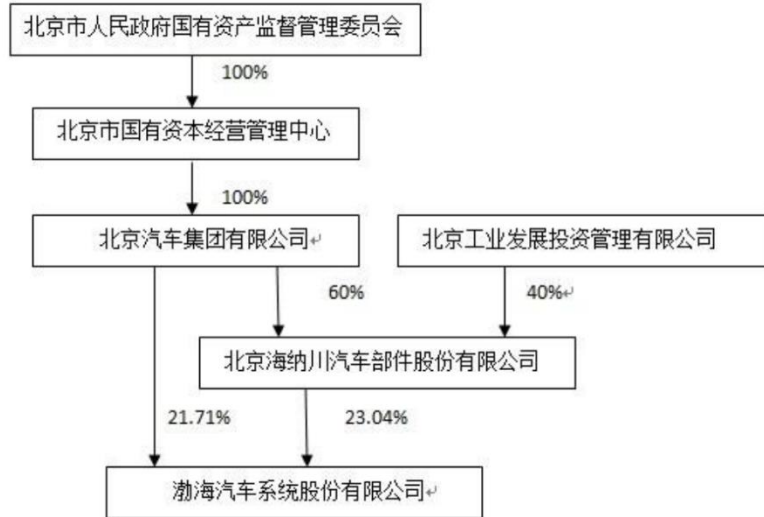 北京市人民政府国有资产监督管理委员会
100%
北京市国有资本经营管理中心
100%
北京汽车集团有限公司↵
北京工业发展投资管理有限公司
60%
40%↵
北京海纳川汽车部件股份有限公司
21.71%
23.04%
渤海汽车系统股份有限公司↵